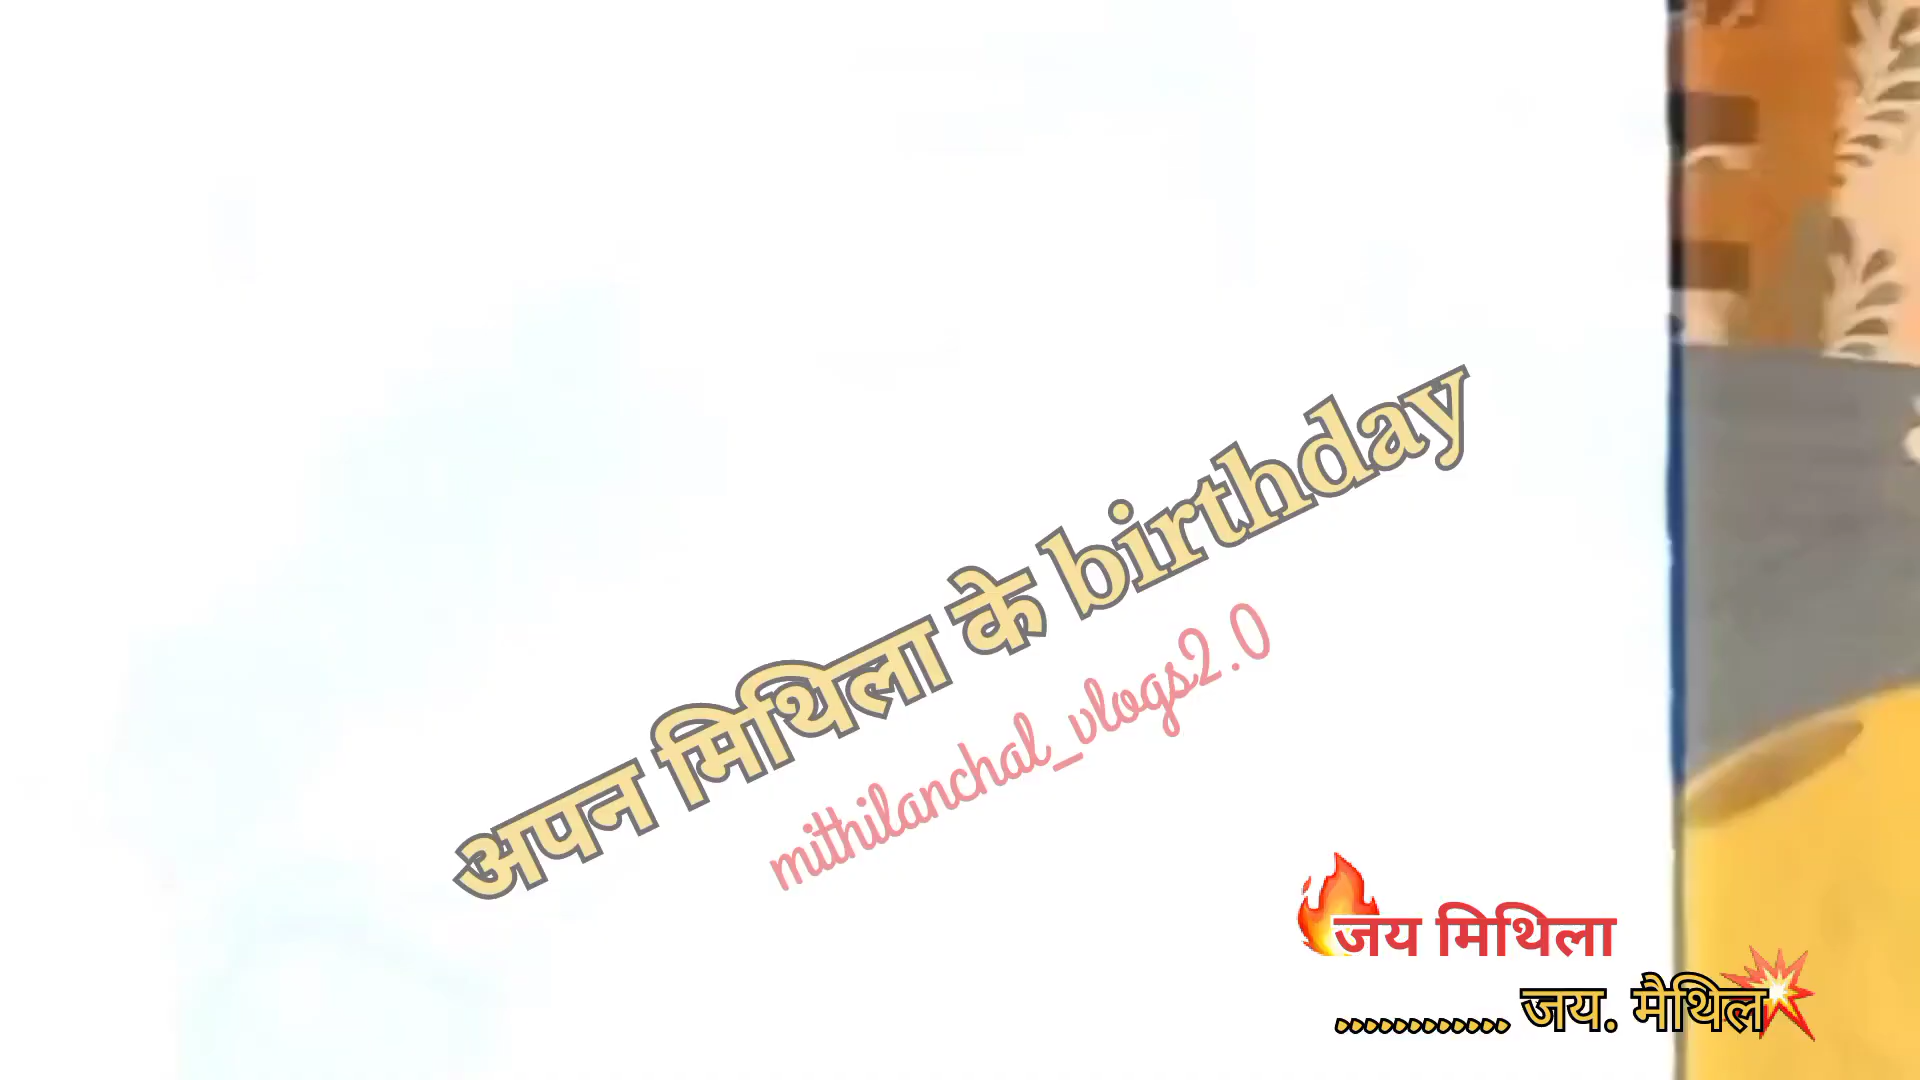 अपन मिथिला के birthday
mithilanchal_vlogs2.0
🔥जय मिथिला
............ जय. मैथिल💥